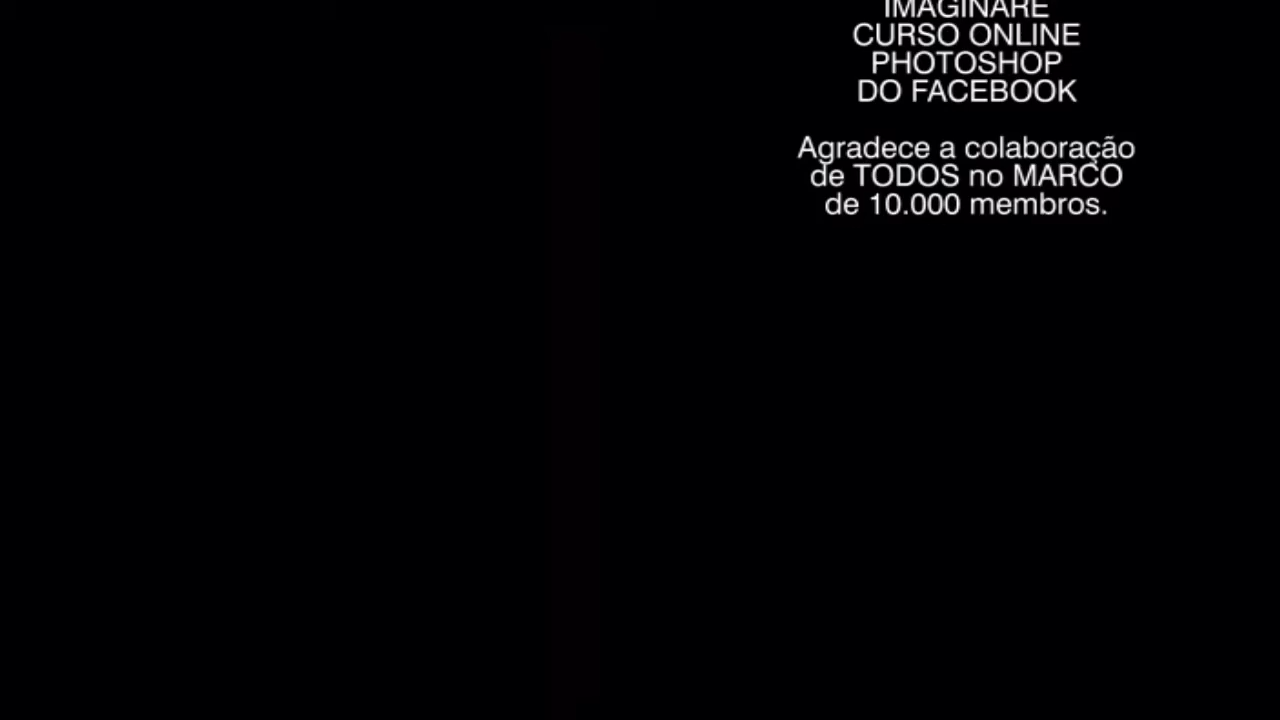 IMAGINARE
CURSO ONLINE
PHOTOSHOP
DO FACEBOOK
Agradece a colaboração
de TODOS no MARCO
de 10.000 membros.